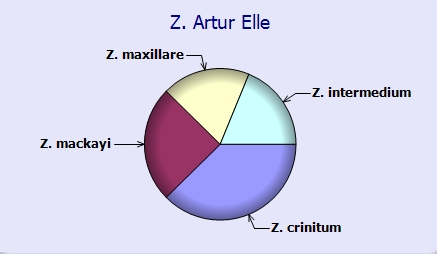 Z. Artur Elle
Z. maxillare
Z. intermedium
Z. mackayi
Z. crinitum